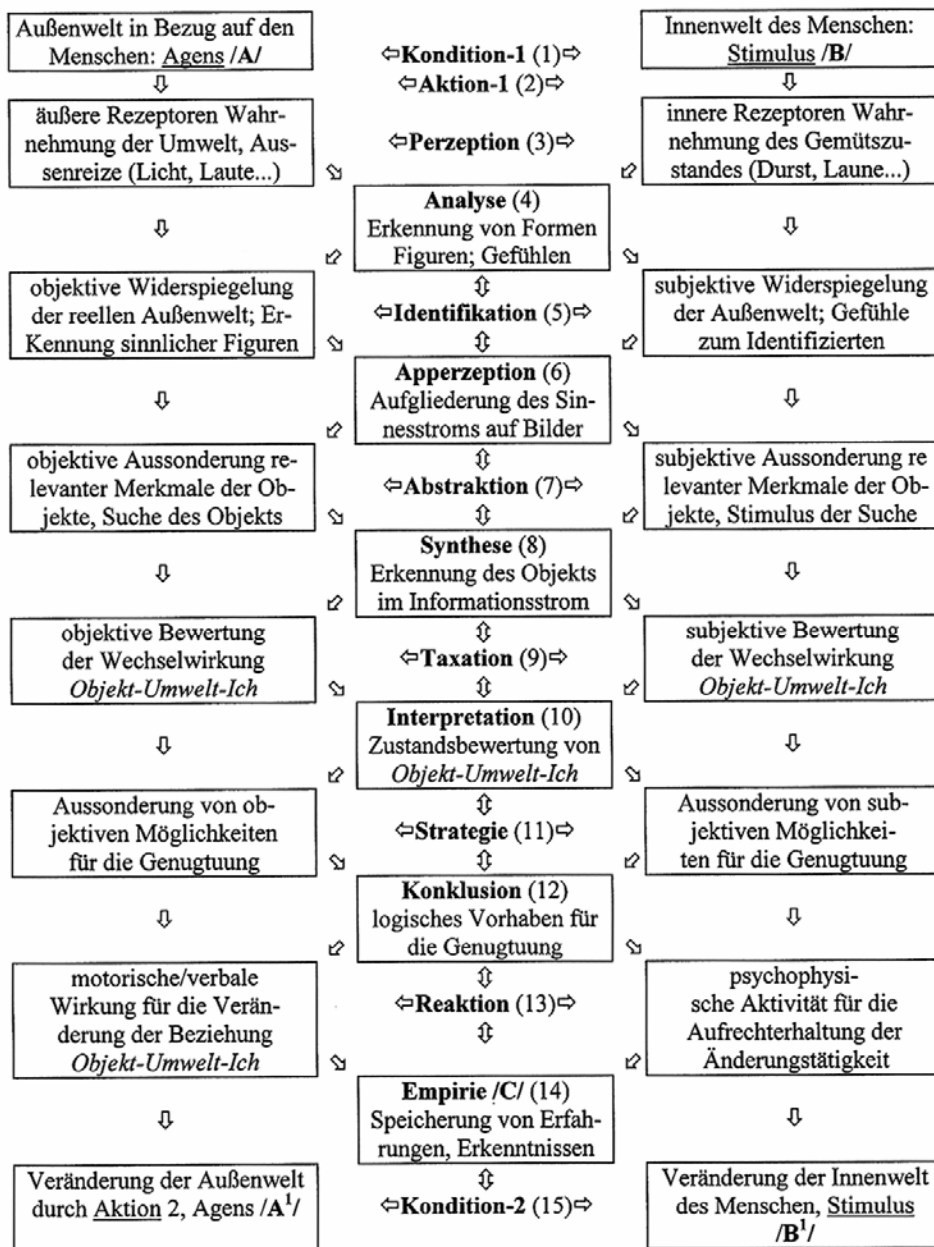 Außenwelt in Bezug auf den
Menschen: Agens /A/
⇦Kondition-1 (1)⇨
Innenwelt des Menschen:
Stimulus /B/
⇦Aktion-1 (2)⇨
äußere Rezeptoren Wahr-
nehmung der Umwelt, Aus-
senreize (Licht, Laute...)
⇦Perzeption (3)⇨
innere Rezeptoren
Wahrnehmung des
Gemütszu-
standes (Durst, Laune...)
Analyse (4)
Erkennung von Formen
Figuren; Gefühlen
objektive Widerspiegelung
der reellen Außenwelt; Er-
Kennung sinnlicher Figuren
⇦Identifikation (5)⇨
subjektive Widerspiegelung
der Außenwelt; Gefühle
zum Identifizierten
Apperzeption (6)
Aufgliederung des Sin-
nesstroms auf Bilder
objektive Aussonderung re-
levanter Merkmale der Ob-
jekte, Suche des Objekts
⇦Abstraktion (7)⇨
subjektive Aussonderung re
levanter Merkmale der Ob-
jekte, Stimulus der Suche
Synthese (8)
Erkennung des Objekts
im Informationsstrom
objektive Bewertung
der Wechselwirkung
Objekt-Umwelt-Ich
⇦Taxation (9)⇨
subjektive Bewertung
der Wechselwirkung
Objekt-Umwelt-Ich
Interpretation (10)
Zustandsbewertung von
Objekt-Umwelt-Ich
Aussonderung von ob-
jektiven Möglichkeiten
für die Genugtuung
⇦Strategie (11)⇨
Aussonderung von sub-
jektiven Möglichkei-
ten für die Genugtuung
Konklusion (12)
logisches Vorhaben für
die Genugtuung
motorische/verbale
Wirkung für die Verän-
derung der Beziehung
Objekt-Umwelt-Ich
⇦Reaktion (13)⇨
psychophysi-
sche Aktivität für die
Aufrechterhaltung der
Änderungstätigkeit
Empirie /C/ (14)
Speicherung von Erfah-
rungen, Erkenntnissen
Veränderung der Außenwelt
durch Aktion 2, Agens /A¹/
⇦Kondition-2 (15)⇨
Veränderung der Innenwelt
des Menschen, Stimulus
/B¹/